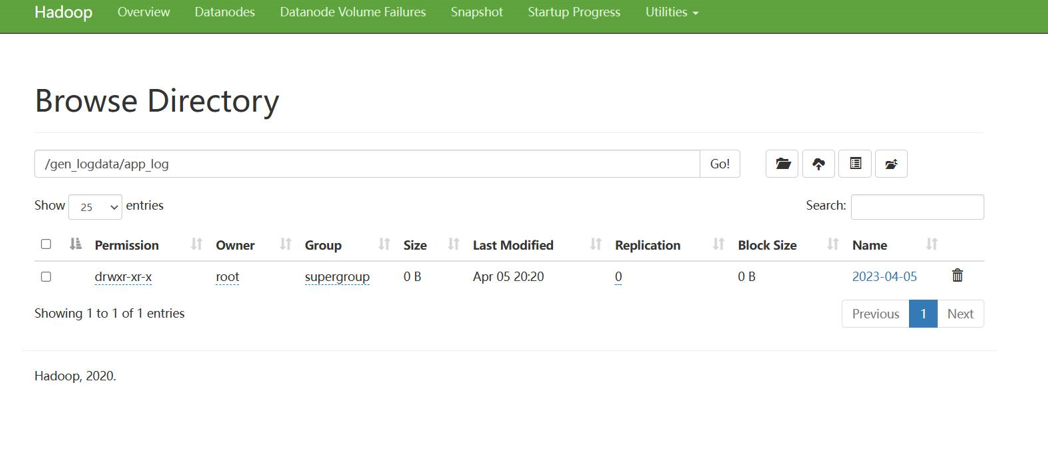 Hadoop Overview Datanodes Datanode Volume Failures Snapshot Startup Progress Utilities
Browse Directory
/gen_logdata/app_log Go!
Show 25 entries Search:
Permission Owner Group Size Last Modified Replication Block Size Name
drwxr-xr-x root supergroup 0 B Apr 05 20:20 0 0 B 2023-04-05
Showing 1 to 1 of 1 entries Previous 1 Next
Hadoop, 2020.